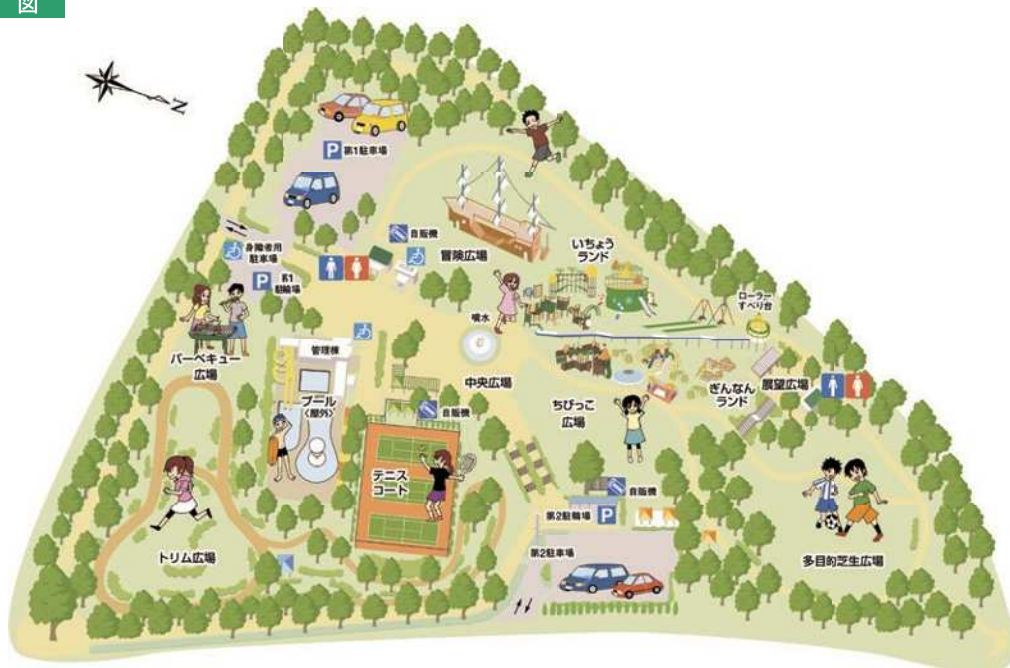 図
N
P 第1駐車場
自販機
身障者用
駐車場
P 第1
駐輪場
冒険広場
いちょう
ランド
ローラー
すべり台
噴水
管理棟
バーベキュー
広場
プール
(屋外)
中央広場
自販機
ぎんなん
ランド
展望広場
ちびっこ
広場
テニス
コート
自販機
第2駐輪場 P
第2駐車場
トリム広場
多目的芝生広場